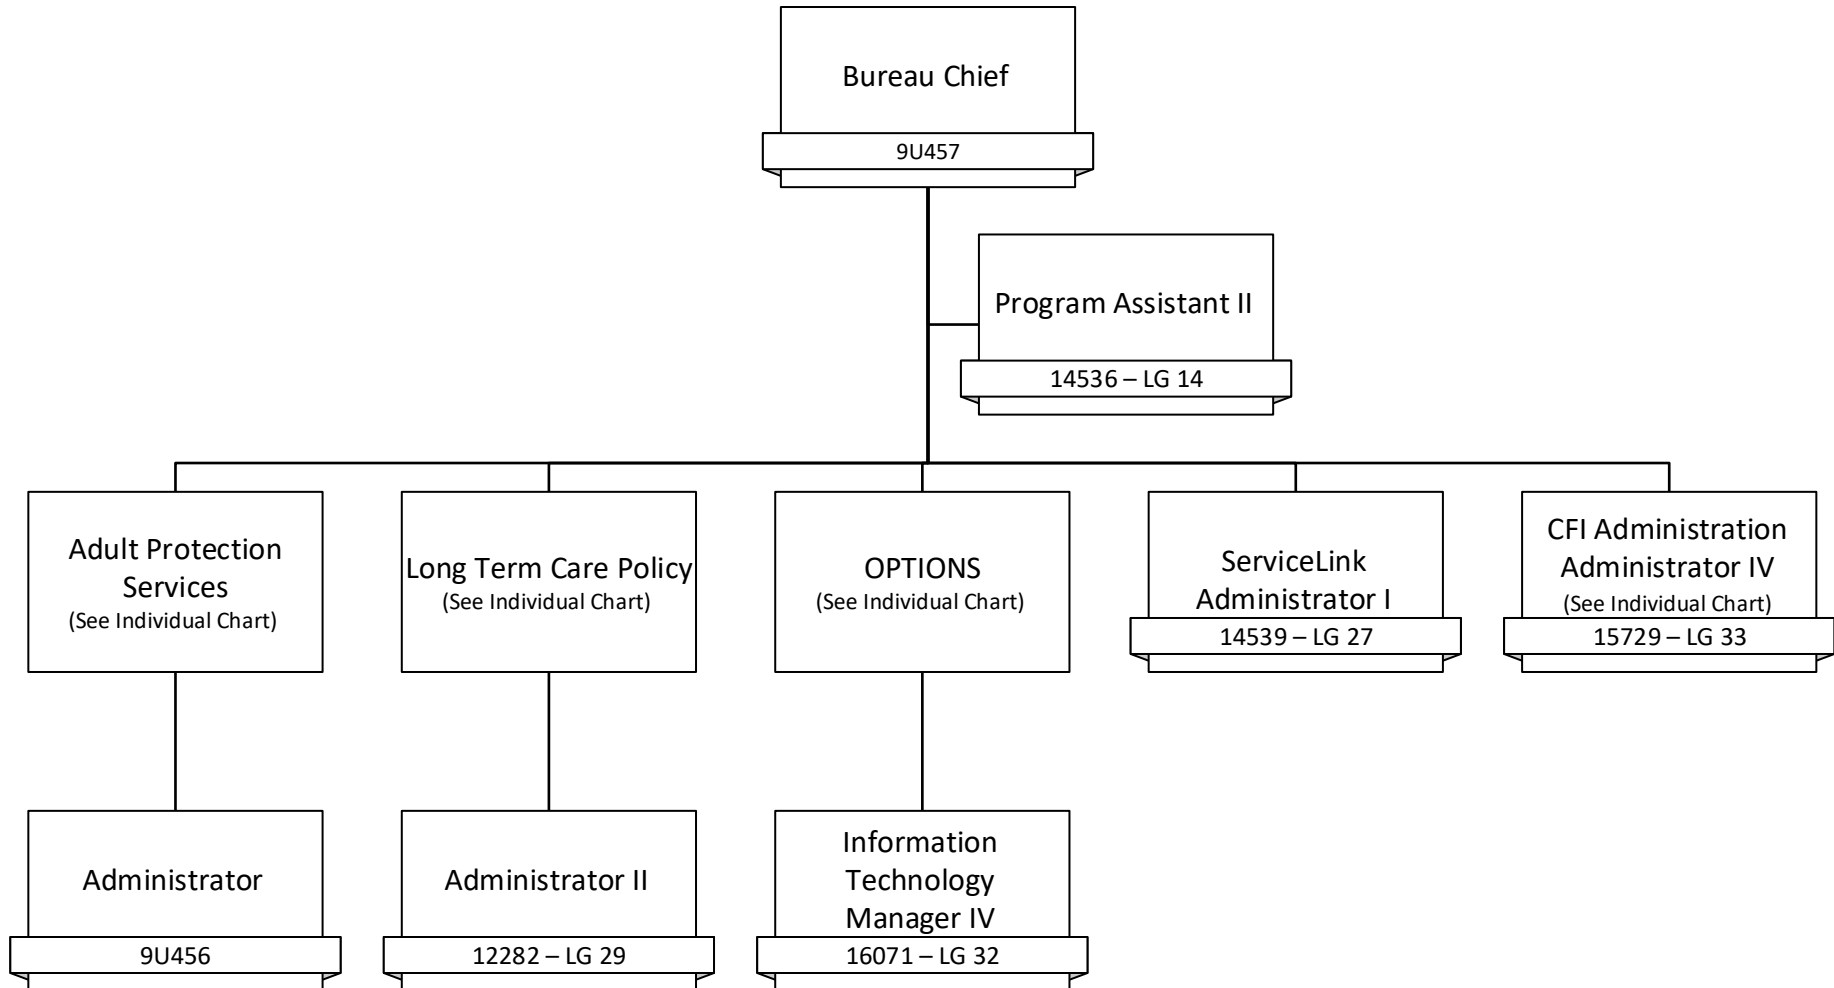 Bureau Chief
9U457
Program Assistant II
14536 – LG 14
Adult Protection
Services
(See Individual Chart)
Long Term Care Policy
(See Individual Chart)
OPTIONS
(See Individual Chart)
ServiceLink
Administrator I
14539 – LG 27
CFI Administration
Administrator IV
(See Individual Chart)
15729 – LG 33
Administrator
9U456
Administrator II
12282 – LG 29
Information
Technology
Manager IV
16071 – LG 32